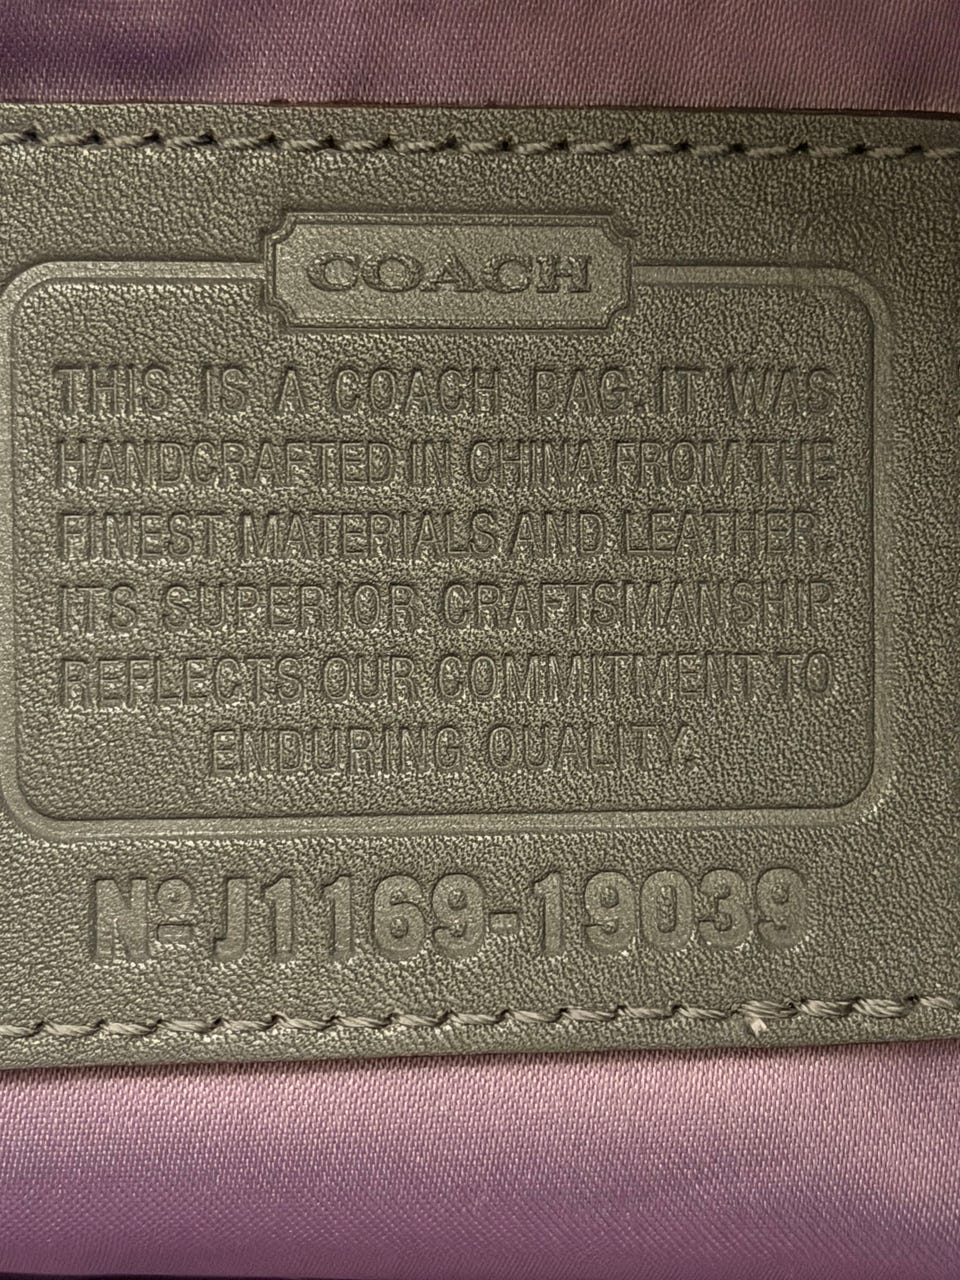 COACH
THIS IS A COACH BAG. IT WAS
HANDCRAFTED IN CHINA FROM THE
FINEST MATERIALS AND LEATHER.
ITS SUPERIOR CRAFTSMANSHIP
REFLECTS OUR COMMITMENT TO
ENDURING QUALITY.
Nº J1169-19039